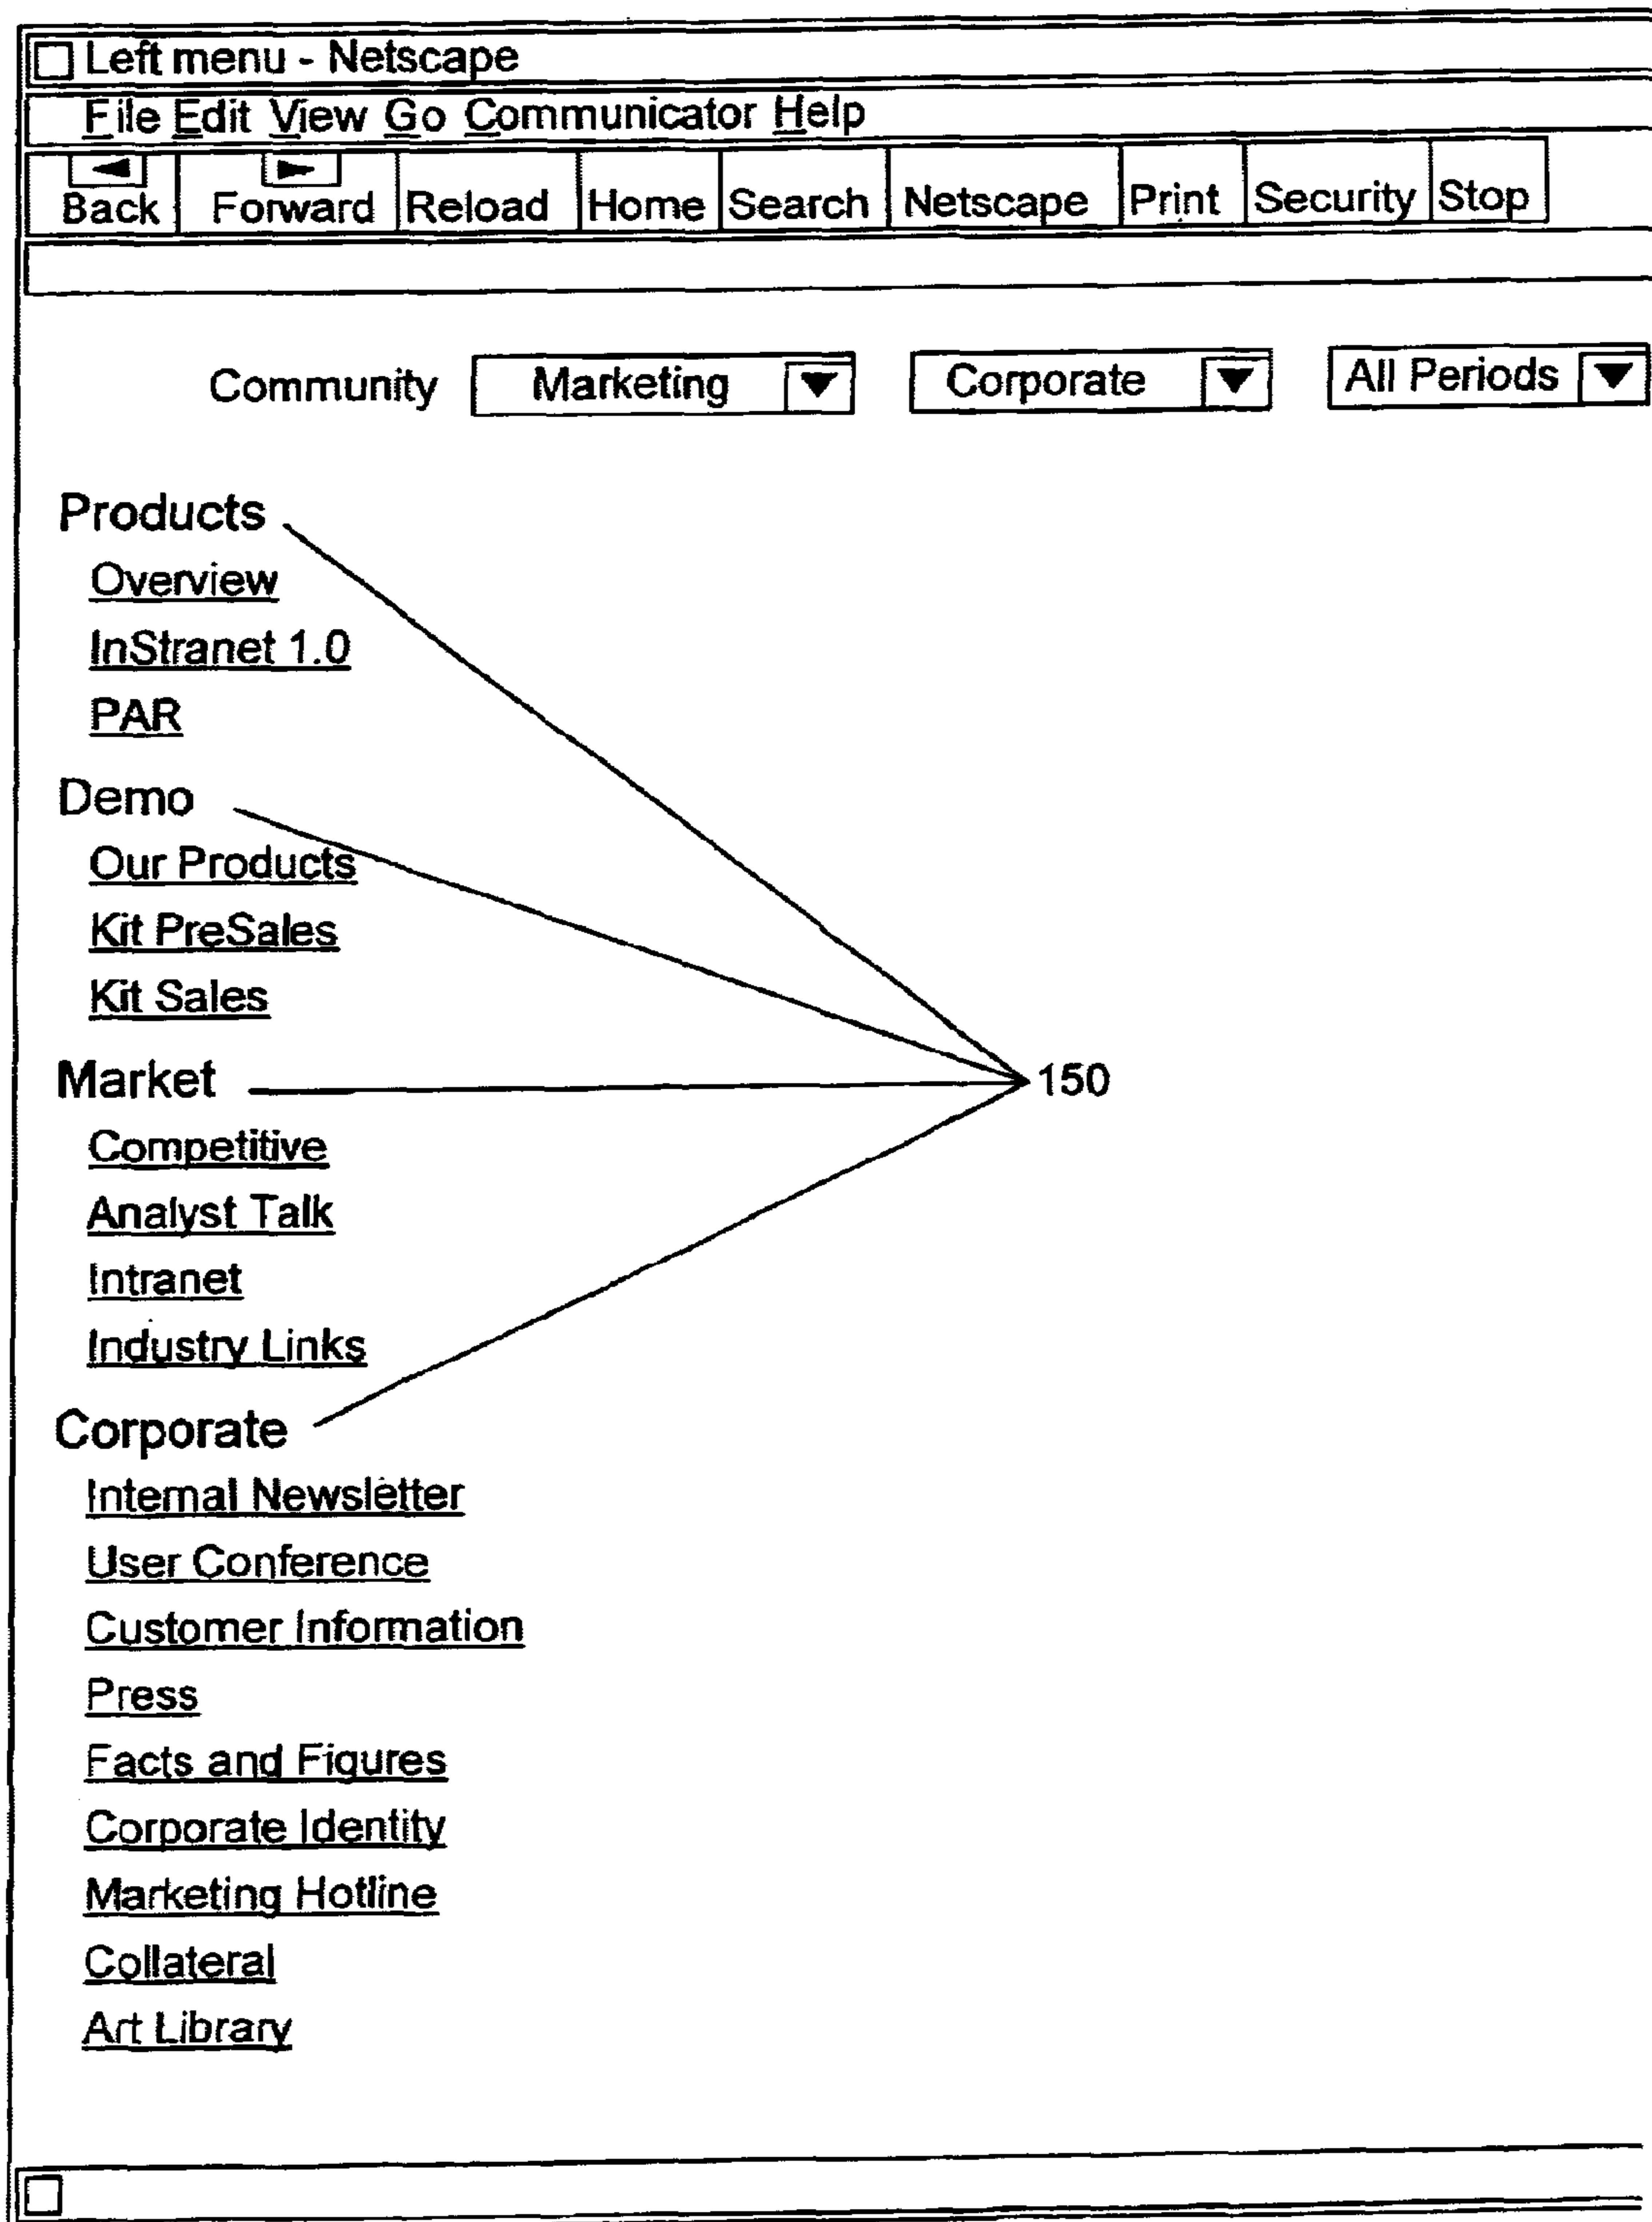 Left menu - Netscape
File Edit View Go Communicator Help
Back Forward Reload Home Search Netscape Print Security Stop
Community Marketing Corporate All Periods
Products
Overview
InStranet 1.0
PAR
Demo
Our Products
Kit PreSales
Kit Sales
Market 150
Competitive
Analyst Talk
Intranet
Industry Links
Corporate
Internal Newsletter
User Conference
Customer Information
Press
Facts and Figures
Corporate Identity
Marketing Hotline
Collateral
Art Library